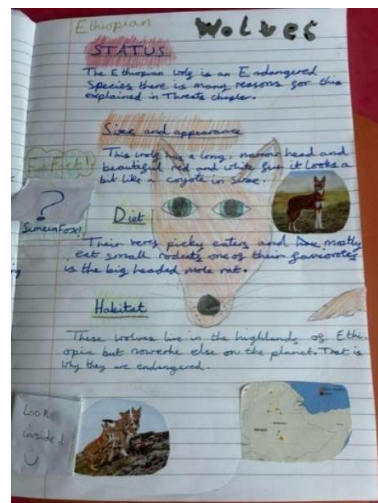 Ethiopian Wolves
STATUS
The Ethiopian wolf is an Endangered
Species there is many reasons for this
explained in Threats chapter.
Size and appearance
This wolf has a long, narrow head and
beautiful red and white fur it looks a
bit like a coyote in size.
Fun Fact!
?
Simein Fox!
Diet
Their very picky eaters and mostly
eat small rodents one of their favourotes
is the big headed mole rat.
Habitat
These wolves live in the highlands of Ethi-
opia but nowerhe else on the planet. That is
why they are endangered.
Look
inside